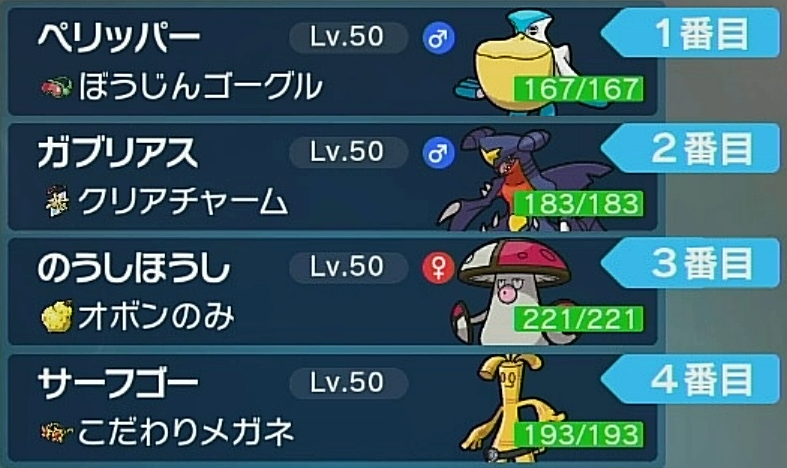 ペリッパー Lv.50 ♂ 1番目
ぼうじんゴーグル 167/167
ガブリアス Lv.50 ♂ 2番目
クリアチャーム 183/183
のうしほうし Lv.50 ♀ 3番目
オボンのみ 221/221
サーフゴー Lv.50 4番目
こだわりメガネ 193/193